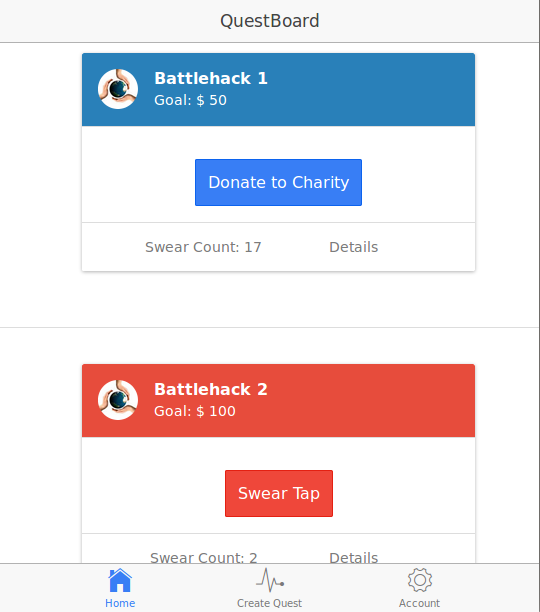 QuestBoard
Battlehack 1
Goal: $ 50
Donate to Charity
Swear Count: 17 Details
Battlehack 2
Goal: $ 100
Swear Tap
Swear Count: 2 Details
Home Create Quest Account